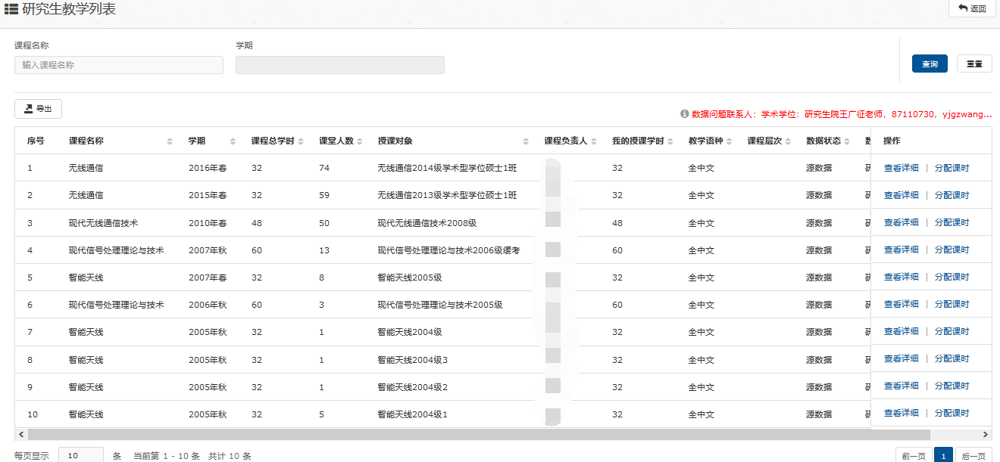 研究生教学列表
返回
课程名称 学期
输入课程名称
查询 重置
导出
数据问题联系人：学术学位：研究生院王广征老师，87110730，yjgzwang...
序号 课程名称 学期 课程总学时 课堂人数 授课对象 课程负责人 我的授课学时 教学语种 课程层次 数据状态 操作
1 无线通信 2016年春 32 74 无线通信2014级学术型学位硕士1班 32 全中文 源数据 查看详细 | 分配课时
2 无线通信 2015年春 32 59 无线通信2013级学术型学位硕士1班 32 全中文 源数据 查看详细 | 分配课时
3 现代无线通信技术 2010年春 48 50 现代无线通信技术2008级 48 全中文 源数据 查看详细 | 分配课时
4 现代信号处理理论与技术 2007年秋 60 13 现代信号处理理论与技术2006级缓考 60 全中文 源数据 查看详细 | 分配课时
5 智能天线 2007年春 32 8 智能天线2005级 32 全中文 源数据 查看详细 | 分配课时
6 现代信号处理理论与技术 2006年秋 60 3 现代信号处理理论与技术2005级 60 全中文 源数据 查看详细 | 分配课时
7 智能天线 2005年秋 32 1 智能天线2004级 32 全中文 源数据 查看详细 | 分配课时
8 智能天线 2005年秋 32 1 智能天线2004级3 32 全中文 源数据 查看详细 | 分配课时
9 智能天线 2005年秋 32 1 智能天线2004级2 32 全中文 源数据 查看详细 | 分配课时
10 智能天线 2005年秋 32 5 智能天线2004级1 32 全中文 源数据 查看详细 | 分配课时
每页显示 10 条 当前第 1 - 10 条 共计 10 条 前一页 1 后一页